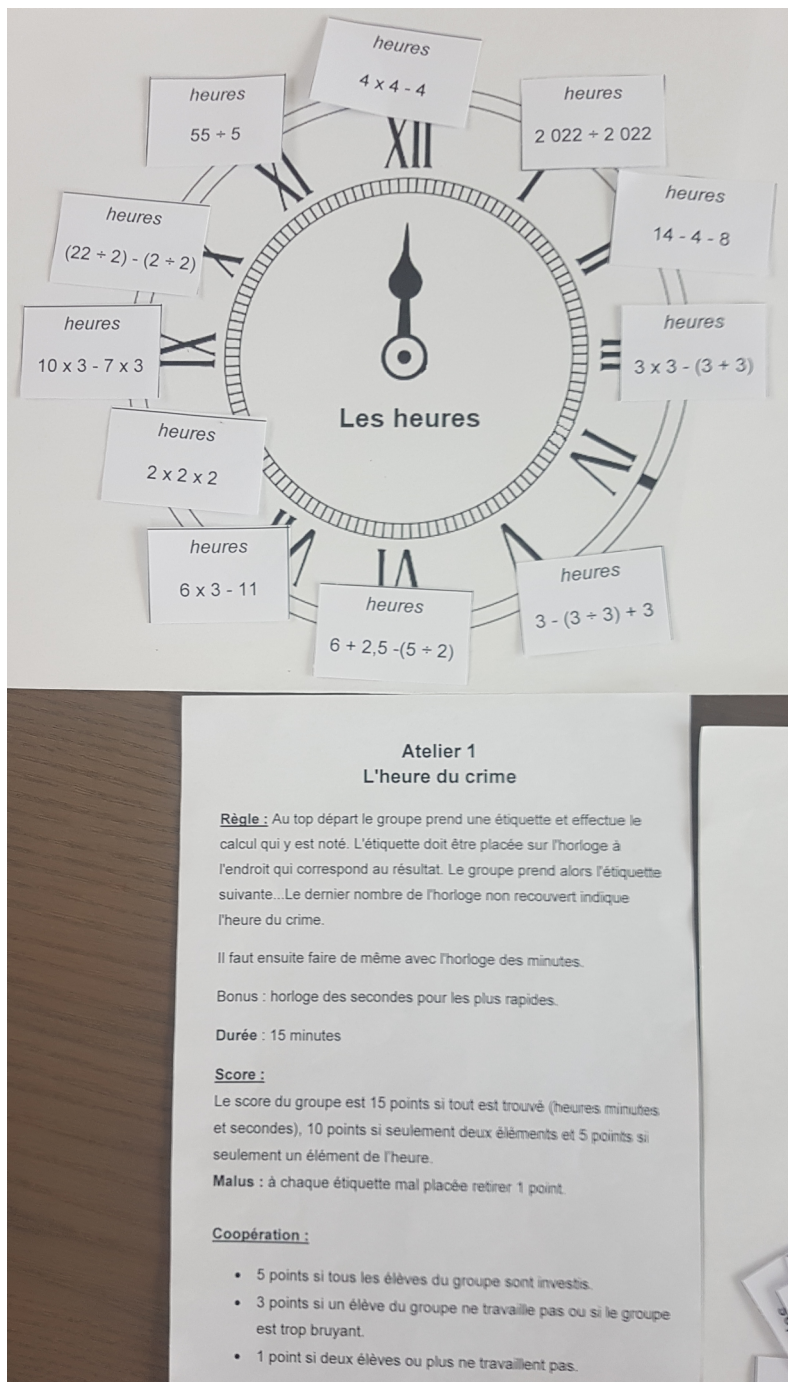 heures
4 x 4 - 4
heures
55 ÷ 5
heures
2 022 ÷ 2 022
XII
XI
I
heures
(22 ÷ 2) - (2 ÷ 2)
X
II
heures
14 - 4 - 8
heures
10 x 3 - 7 x 3
IX
III
heures
3 x 3 - (3 + 3)
Les heures
heures
2 x 2 x 2
IV
heures
6 x 3 - 11
VII
VI
V
heures
6 + 2,5 -(5 ÷ 2)
heures
3 - (3 ÷ 3) + 3
Atelier 1
L'heure du crime
Règle : Au top départ le groupe prend une étiquette et effectue le
calcul qui y est noté. L'étiquette doit être placée sur l'horloge à
l'endroit qui correspond au résultat. Le groupe prend alors l'étiquette
suivante...Le dernier nombre de l'horloge non recouvert indique
l'heure du crime.
Il faut ensuite faire de même avec l'horloge des minutes.
Bonus : horloge des secondes pour les plus rapides.
Durée : 15 minutes
Score :
Le score du groupe est 15 points si tout est trouvé (heures minutes
et secondes), 10 points si seulement deux éléments et 5 points si
seulement un élément de l'heure.
Malus : à chaque étiquette mal placée retirer 1 point.
Coopération :
• 5 points si tous les élèves du groupe sont investis.
• 3 points si un élève du groupe ne travaille pas ou si le groupe
est trop bruyant.
• 1 point si deux élèves ou plus ne travaillent pas.